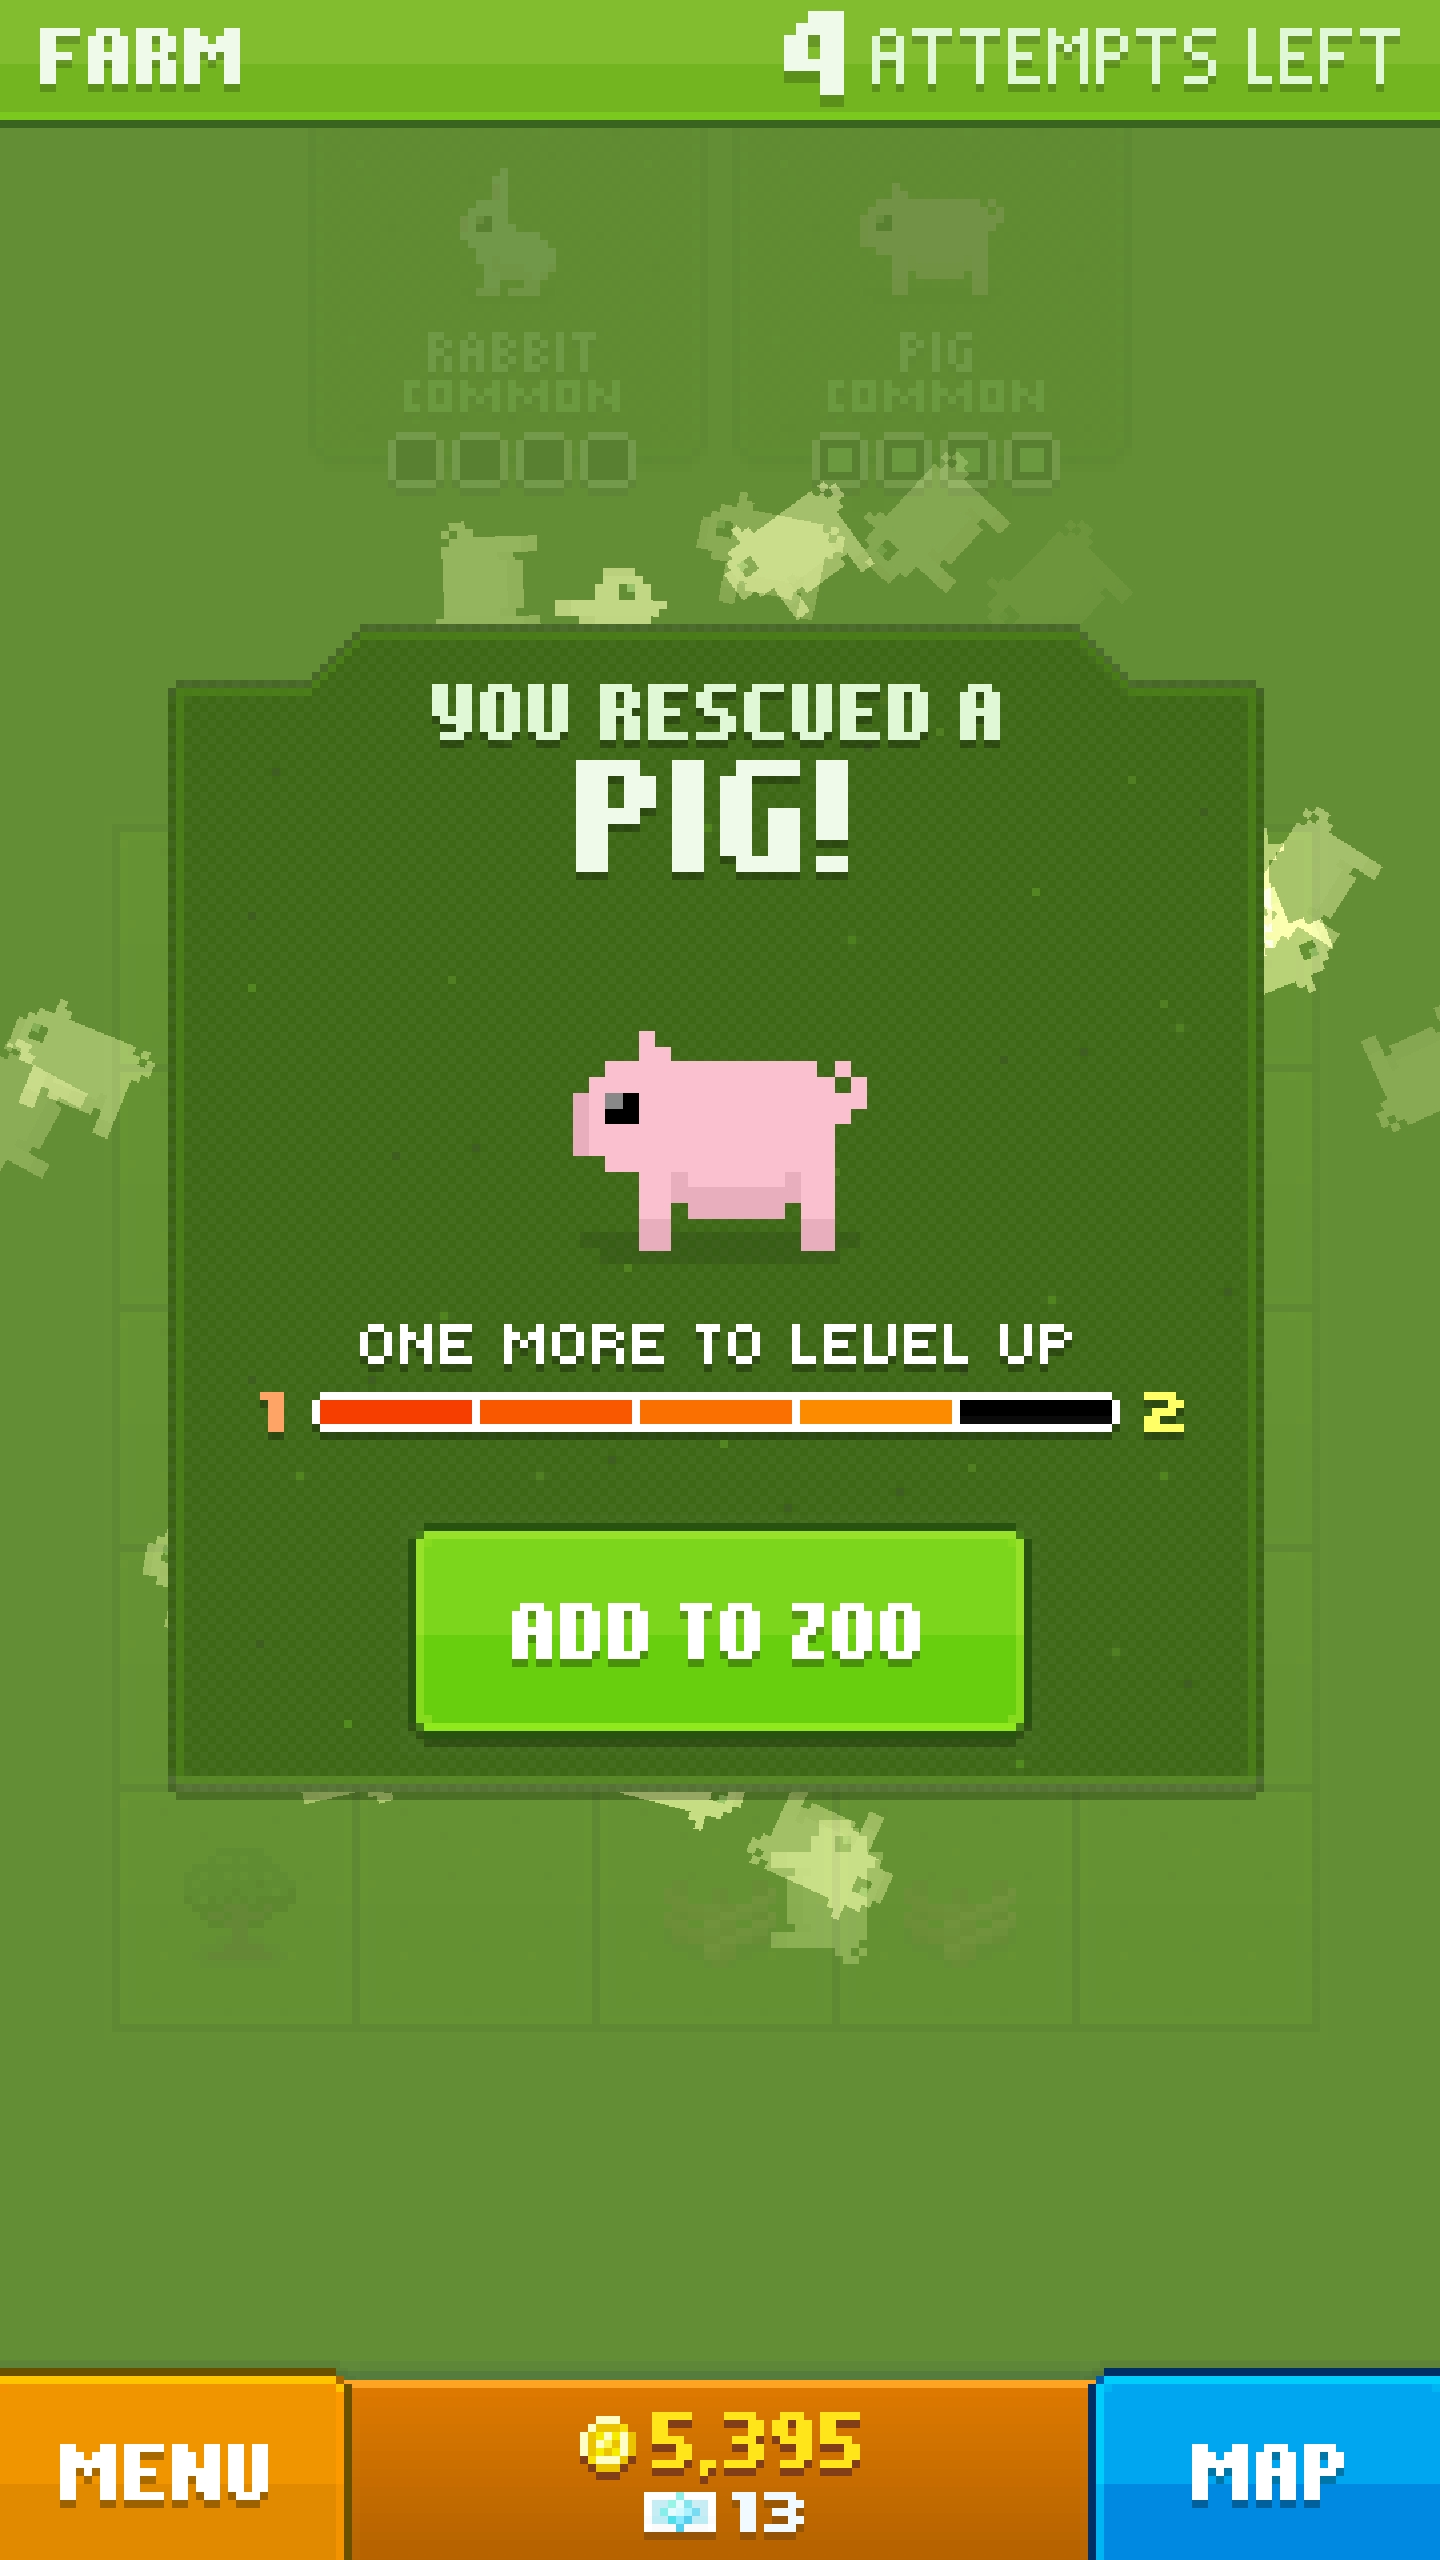 FARM
4 ATTEMPTS LEFT
RABBIT
COMMON
PIG
COMMON
YOU RESCUED A
PIG!
ONE MORE TO LEVEL UP
1
2
ADD TO ZOO
MENU
5,395
13
MAP